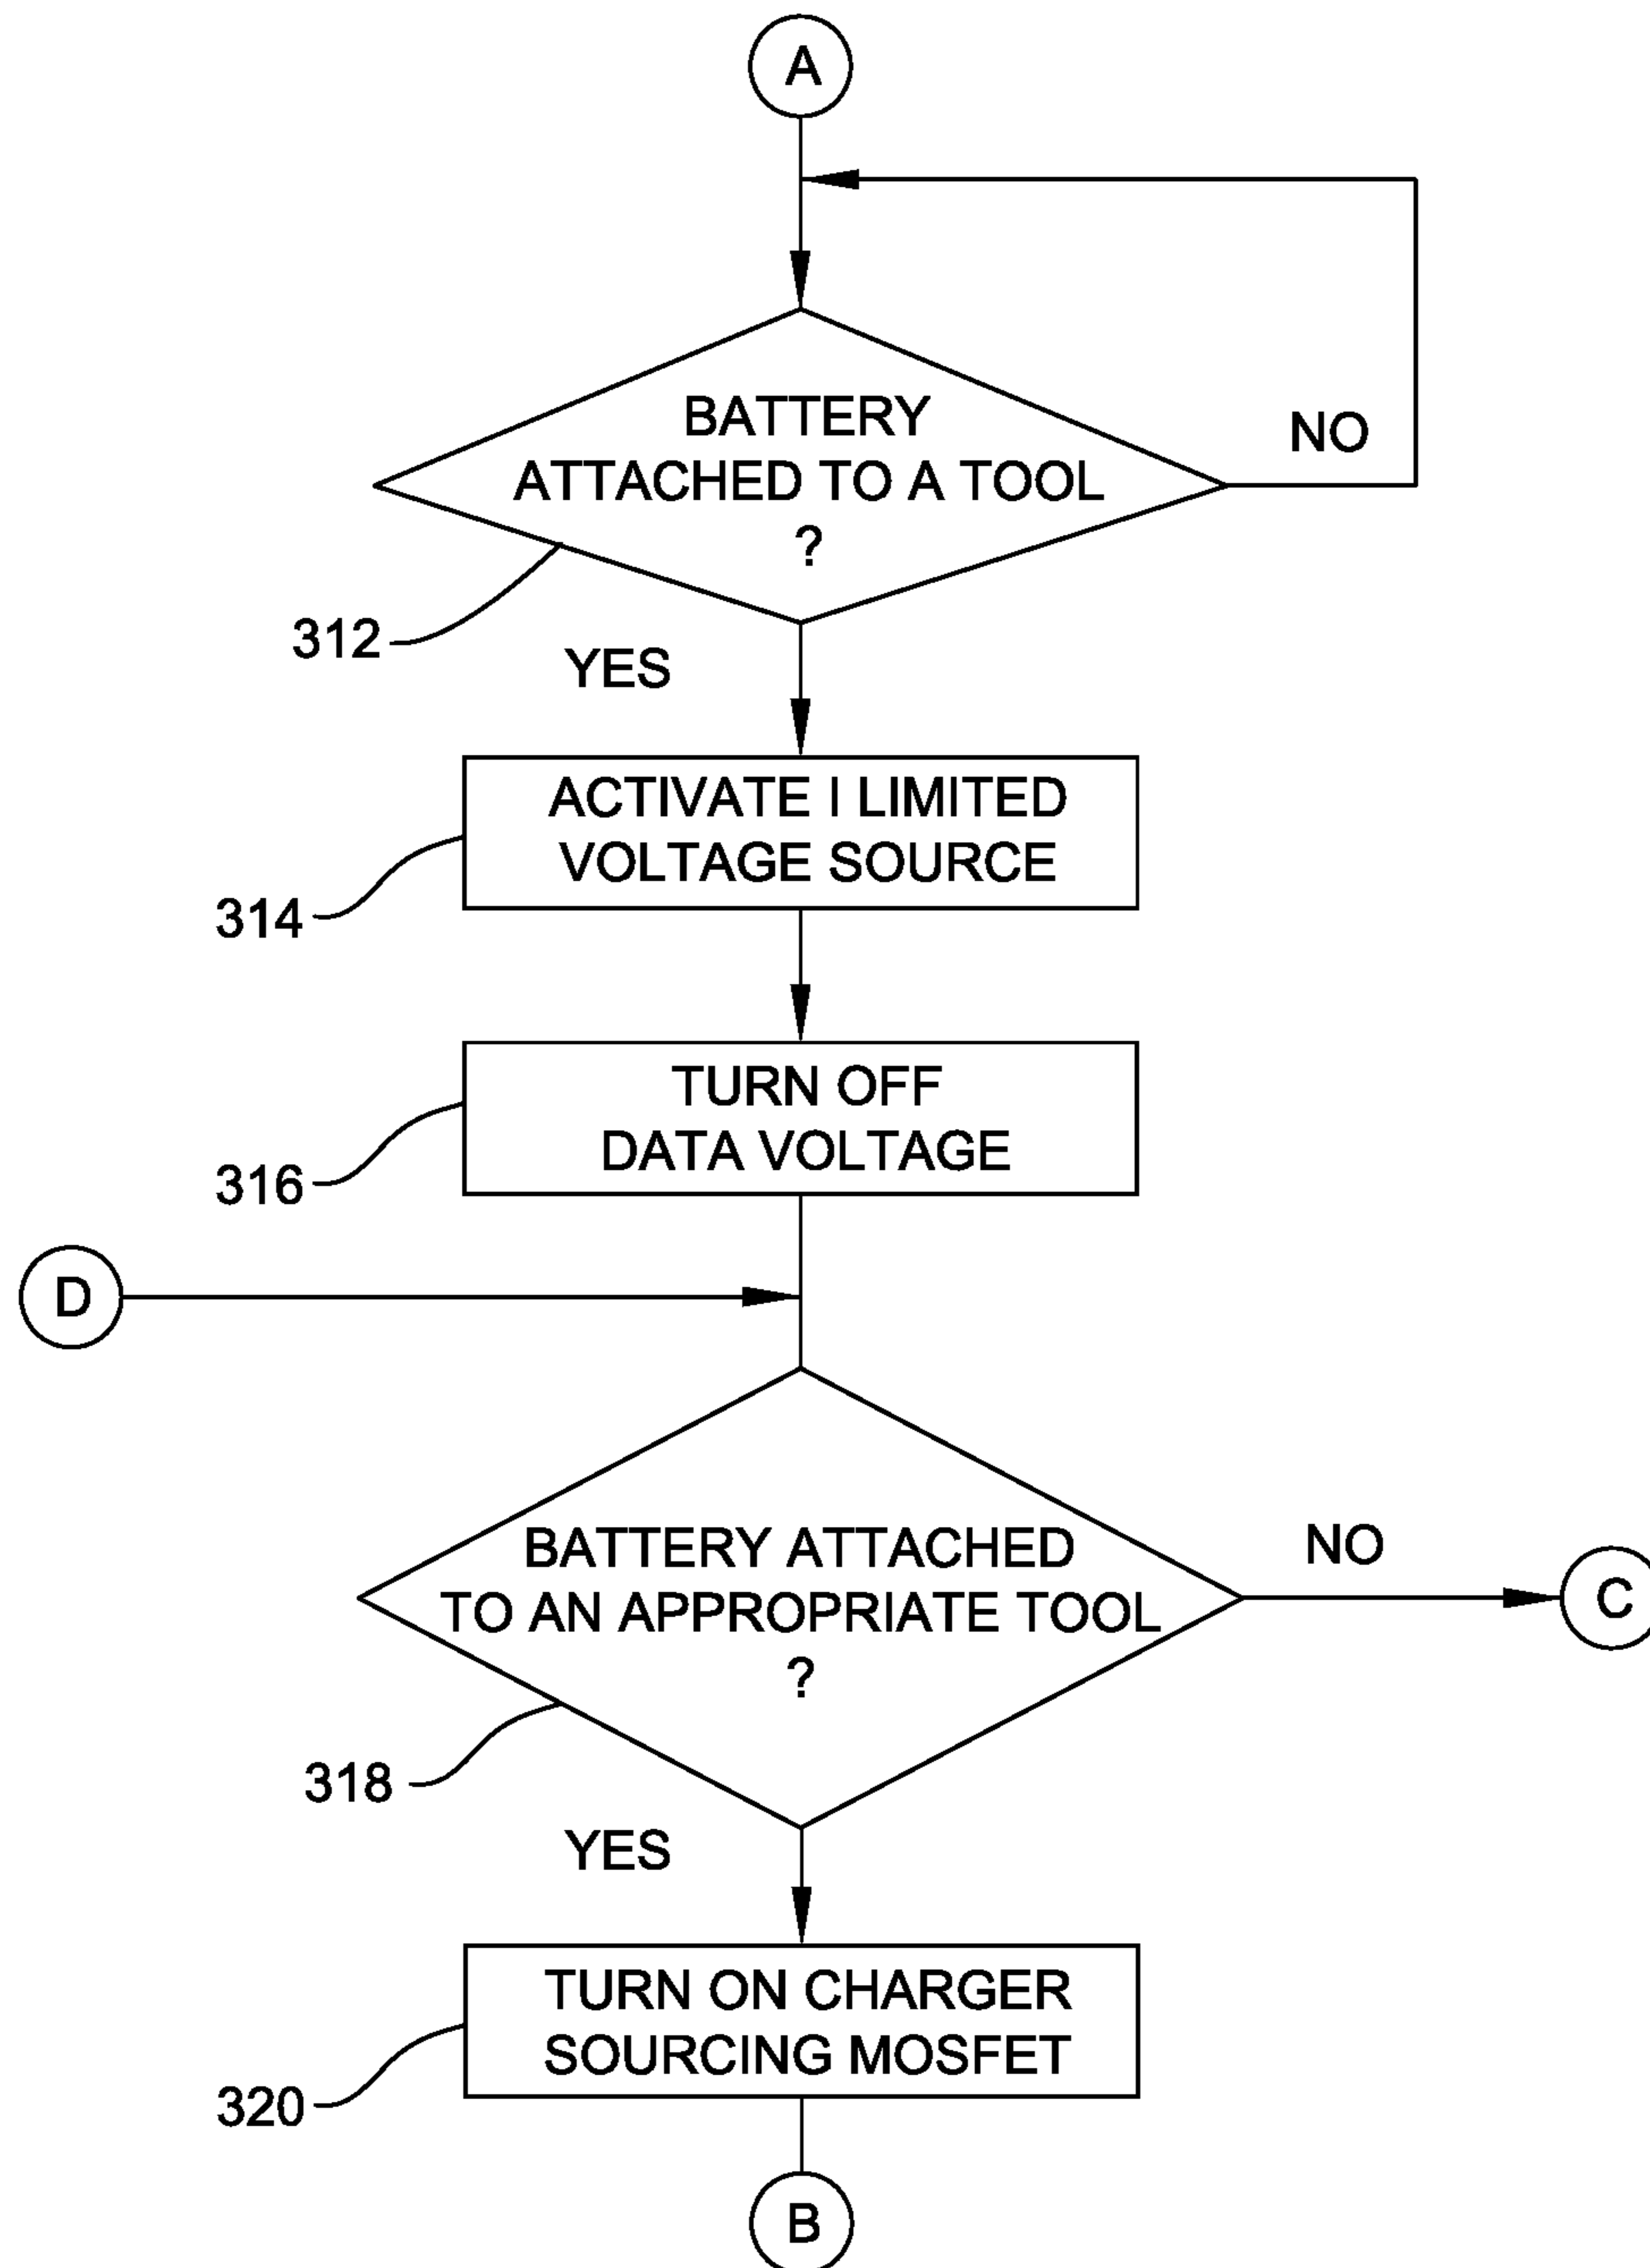 A
BATTERY
ATTACHED TO A TOOL
?
NO
312
YES
ACTIVATE I LIMITED
VOLTAGE SOURCE
314
TURN OFF
DATA VOLTAGE
316
D
BATTERY ATTACHED
TO AN APPROPRIATE TOOL
?
NO
C
318
YES
TURN ON CHARGER
SOURCING MOSFET
320
B